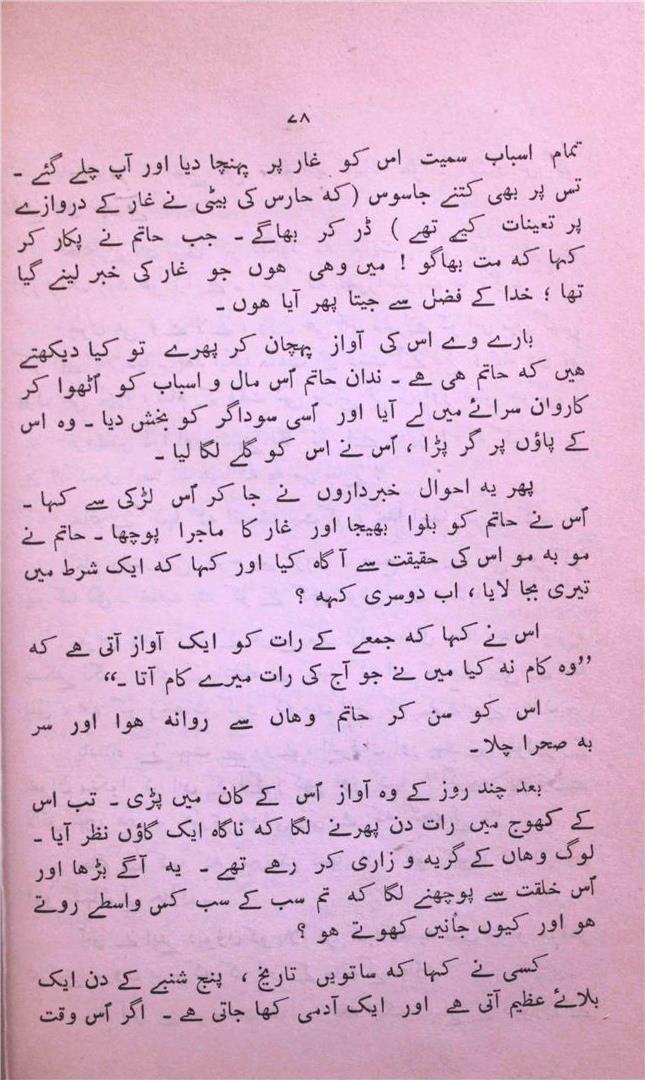 ۷۸
تمام اسباب سمیت اس کو غار پر پہنچا دیا اور آپ چلے گئے ۔
تس پر بھی کتنے جاسوس (کہ حارس کی بیٹی نے غار کے دروازے
پر تعینات کیے تھے ) ڈر کر بھاگے ۔ جب حاتم نے پکار کر
کہا کہ مت بھاگو ! میں وہی ہوں جو غار کی خبر لینے گیا
تھا ؛ خدا کے فضل سے جیتا پھر آیا ہوں ۔
بارے وے اس کی آواز پہچان کر پھرے تو کیا دیکھتے
ہیں کہ حاتم ہی ہے ۔ ندان حاتم اُس مال و اسباب کو اُٹھوا کر
کاروان سرائے میں لے آیا اور اُسی سوداگر کو بخش دیا ۔ وہ اس
کے پاؤں پر گر پڑا ، اُس نے اس کو گلے لگا لیا ۔
پھر یہ احوال خبرداروں نے جا کر اُس لڑکی سے کہا ۔
اُس نے حاتم کو بلوا بھیجا اور غار کا ماجرا پوچھا ۔ حاتم نے
مو بہ مو اس کی حقیقت سے آگاہ کیا اور کہا کہ ایک شرط میں
تیری بجا لایا ، اب دوسری کہہ ؟
اس نے کہا کہ جمعے کے رات کو ایک آواز آتی ہے کہ
”وہ کام نہ کیا میں نے جو آج کی رات میرے کام آتا ۔“
اس کو سن کر حاتم وہاں سے روانہ ہوا اور سر
بہ صحرا چلا ۔
بعد چند روز کے وہ آواز اُس کے کان میں پڑی ۔ تب اس
کے کھوج میں رات دن پھرنے لگا کہ ناگاہ ایک گاؤں نظر آیا ۔
لوگ وہاں کے گریہ و زاری کر رہے تھے ۔ یہ آگے بڑھا اور
اُس خلقت سے پوچھنے لگا کہ تم سب کے سب کس واسطے روتے
ہو اور کیوں جانیں کھوتے ہو ؟
کسی نے کہا کہ ساتویں تاریخ ، پنج شنبے کے دن ایک
بلائے عظیم آتی ہے اور ایک آدمی کھا جاتی ہے ۔ اگر اُس وقت